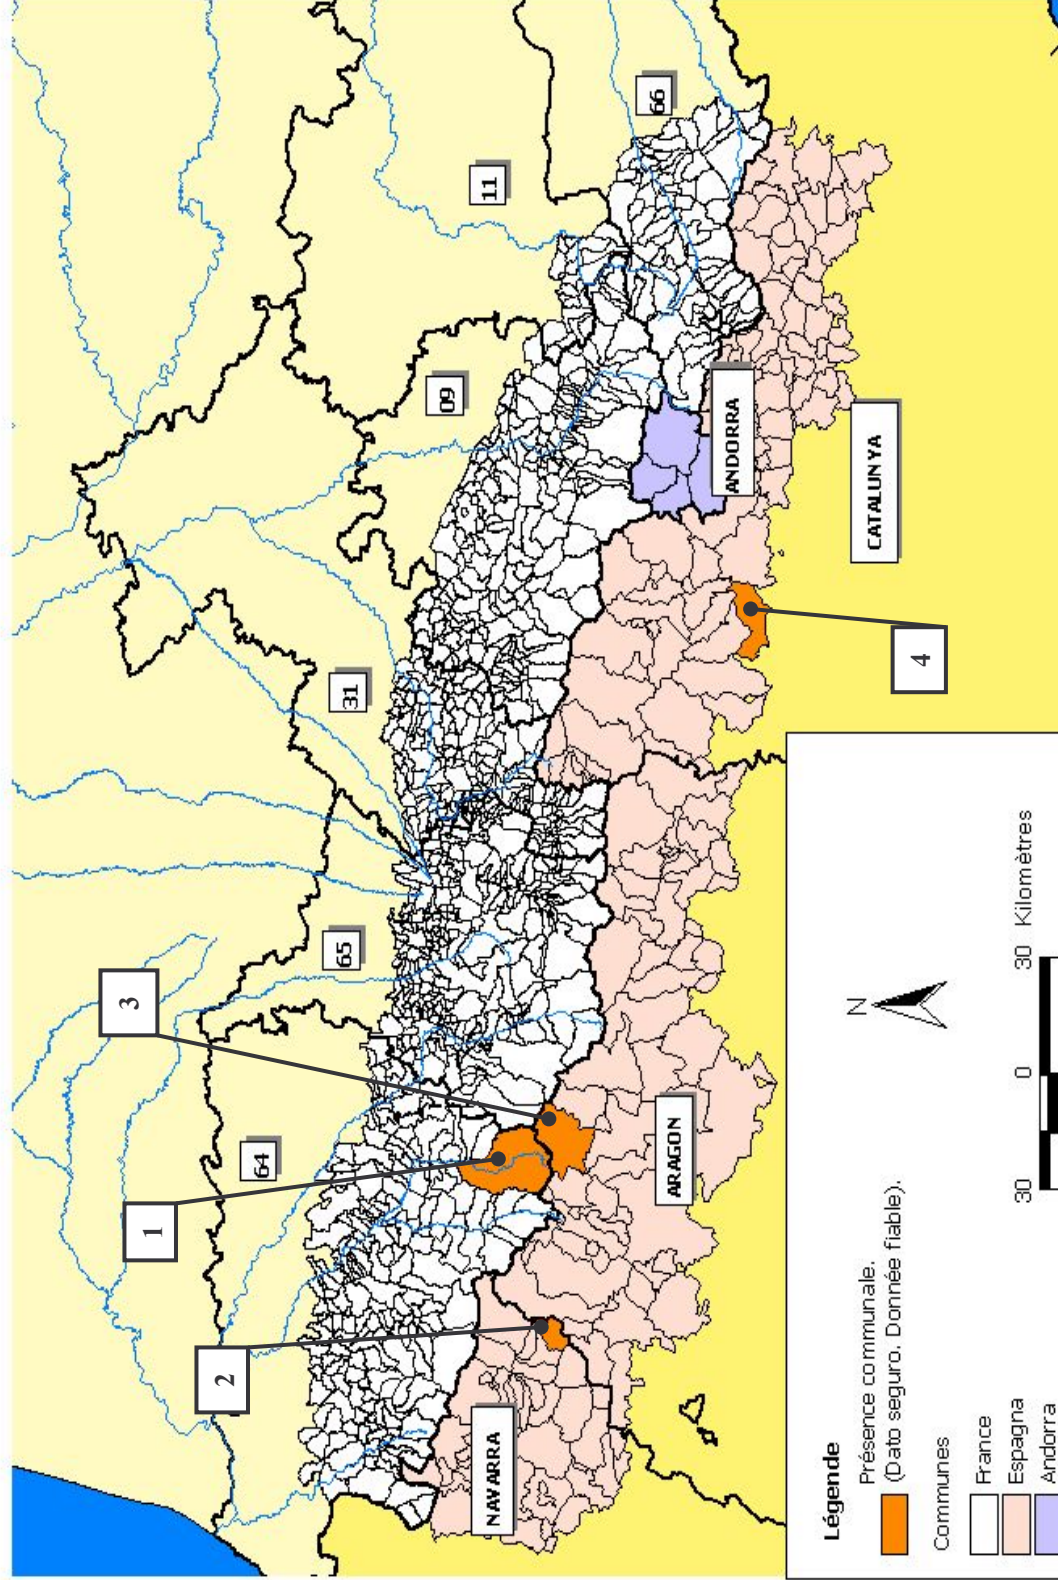 1
2
3
4
64
65
31
09
11
66
NAVARRA
ARAGON
ANDORRA
CATALUNYA
N
Légende
Présence communale.
(Dato seguro. Donnée fiable).
Communes
France
Espagna
Andorra
30 0 30 Kilomètres